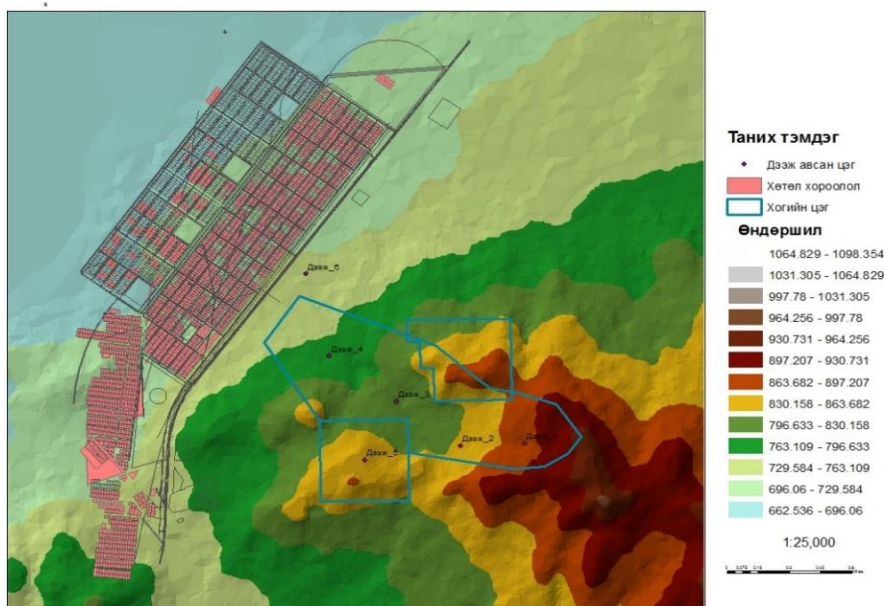 Дээж_6
Дээж_4
Дээж_3
Дээж_2
Дээж_5
Таних тэмдэг
Дээж авсан цэг
Хөтөл хороолол
Хогийн цэг
Өндөршил
1064.829 - 1098.354
1031.305 - 1064.829
997.78 - 1031.305
964.256 - 997.78
930.731 - 964.256
897.207 - 930.731
863.682 - 897.207
830.158 - 863.682
796.633 - 830.158
763.109 - 796.633
729.584 - 763.109
696.06 - 729.584
662.536 - 696.06
1:25,000